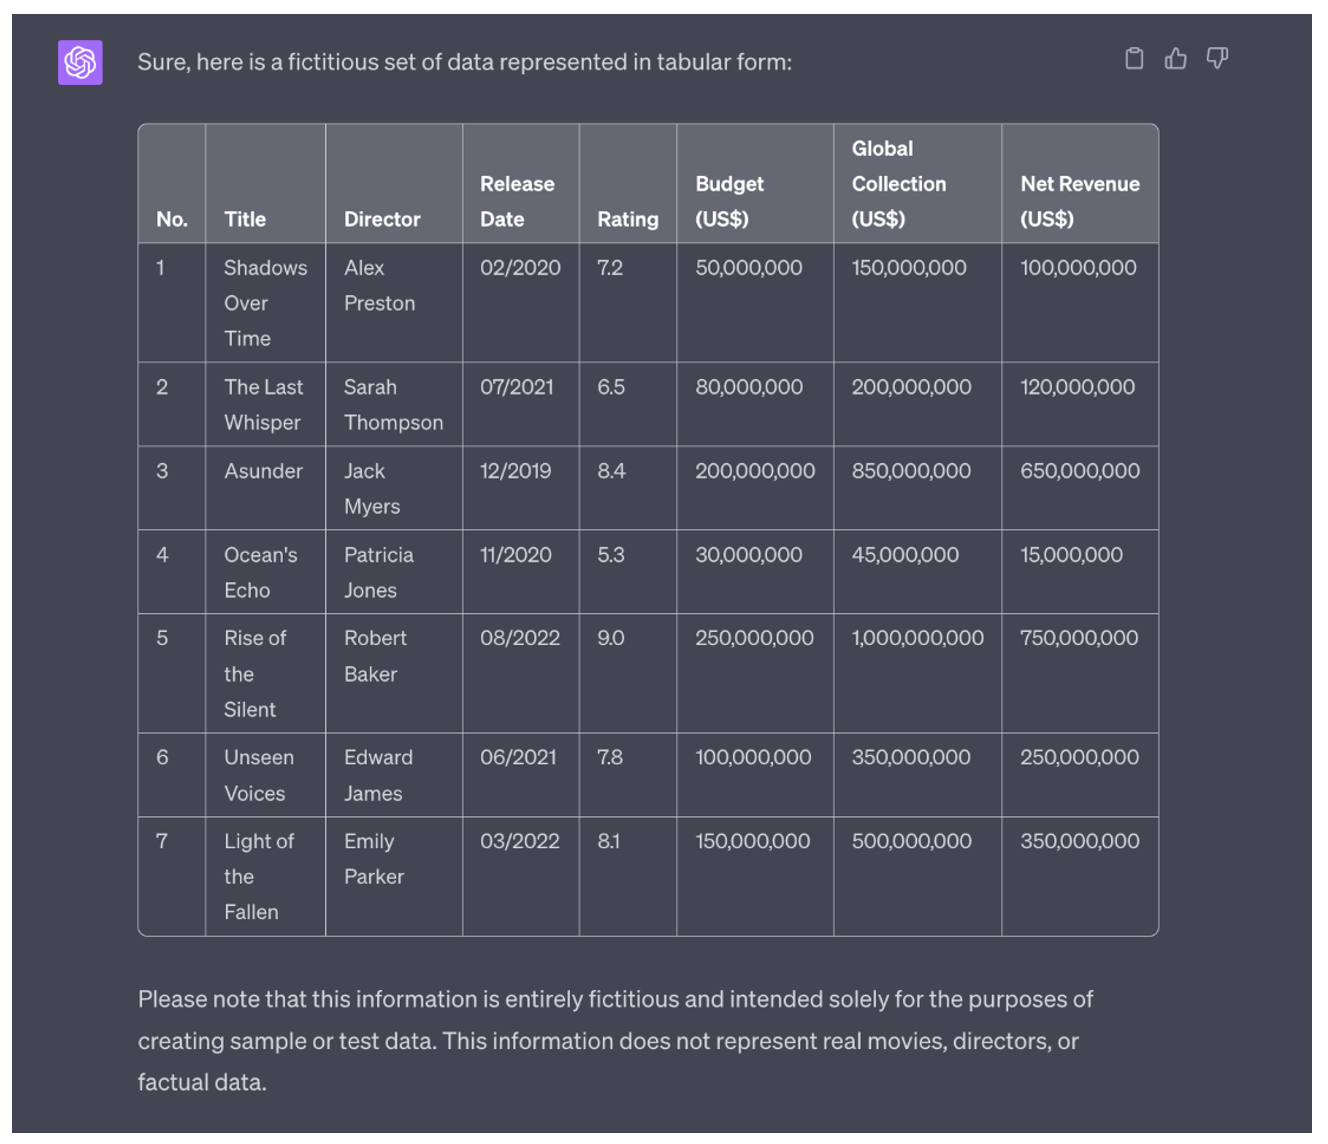 Sure, here is a fictitious set of data represented in tabular form:
No. Title Director Release Date Rating Budget (US$) Global Collection (US$) Net Revenue (US$)
1 Shadows Over Time Alex Preston 02/2020 7.2 50,000,000 150,000,000 100,000,000
2 The Last Whisper Sarah Thompson 07/2021 6.5 80,000,000 200,000,000 120,000,000
3 Asunder Jack Myers 12/2019 8.4 200,000,000 850,000,000 650,000,000
4 Ocean's Echo Patricia Jones 11/2020 5.3 30,000,000 45,000,000 15,000,000
5 Rise of the Silent Robert Baker 08/2022 9.0 250,000,000 1,000,000,000 750,000,000
6 Unseen Voices Edward James 06/2021 7.8 100,000,000 350,000,000 250,000,000
7 Light of the Fallen Emily Parker 03/2022 8.1 150,000,000 500,000,000 350,000,000
Please note that this information is entirely fictitious and intended solely for the purposes of
creating sample or test data. This information does not represent real movies, directors, or
factual data.